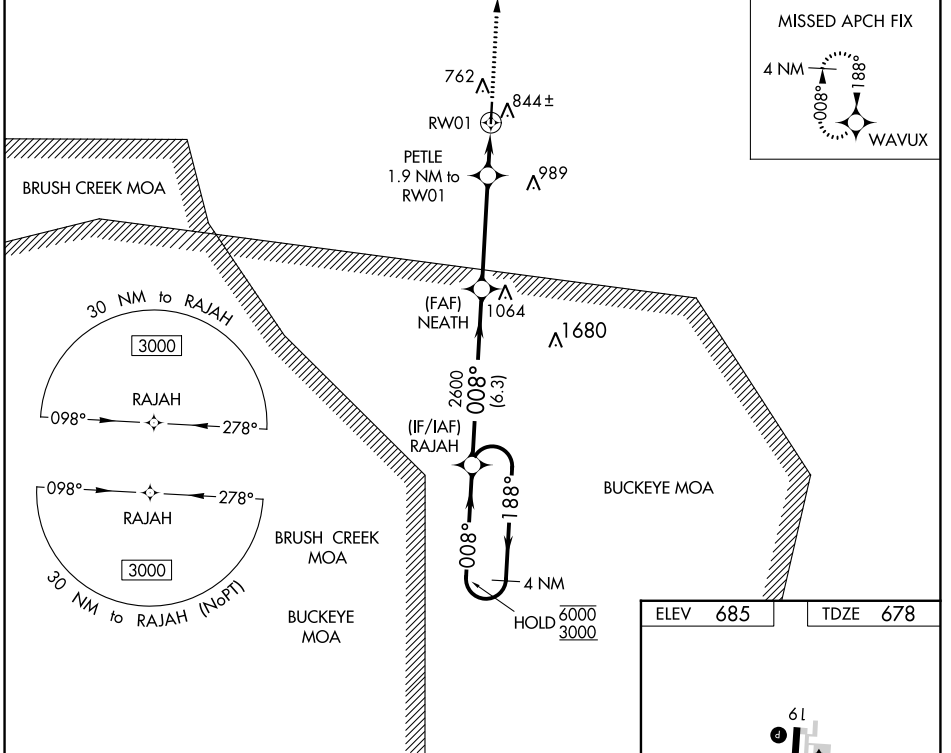 MISSED APCH FIX
4 NM
188°
008°
WAVUX
762
844±
RW01
PETLE
1.9 NM to
RW01
989
BRUSH CREEK MOA
30 NM to RAJAH
3000
RAJAH
098°
278°
(FAF)
NEATH
1064
1680
2600
008°
(6.3)
(IF/IAF)
RAJAH
188°
008°
BUCKEYE MOA
098°
278°
RAJAH
3000
30 NM to RAJAH (NoPT)
BRUSH CREEK
MOA
BUCKEYE
MOA
4 NM
HOLD 6000
3000
ELEV 685
TDZE 678
19
P